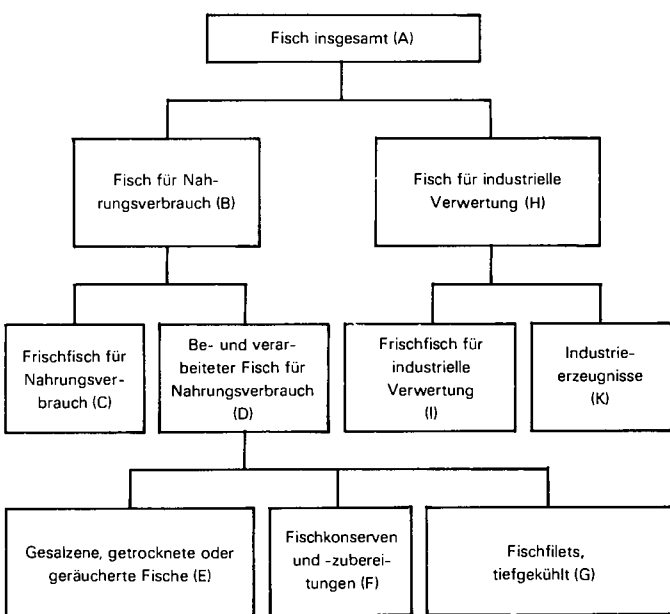 Fisch insgesamt (A)
Fisch für Nah-
rungsverbrauch (B)
Fisch für industrielle
Verwertung (H)
Frischfisch für
Nahrungsver-
brauch (C)
Be- und verar-
beiteter Fisch für
Nahrungsverbrauch
(D)
Frischfisch für
industrielle
Verwertung
(I)
Industrie-
erzeugnisse
(K)
Gesalzene, getrocknete oder
geräucherte Fische (E)
Fischkonserven
und -zuberei-
tungen (F)
Fischfilets,
tiefgekühlt (G)